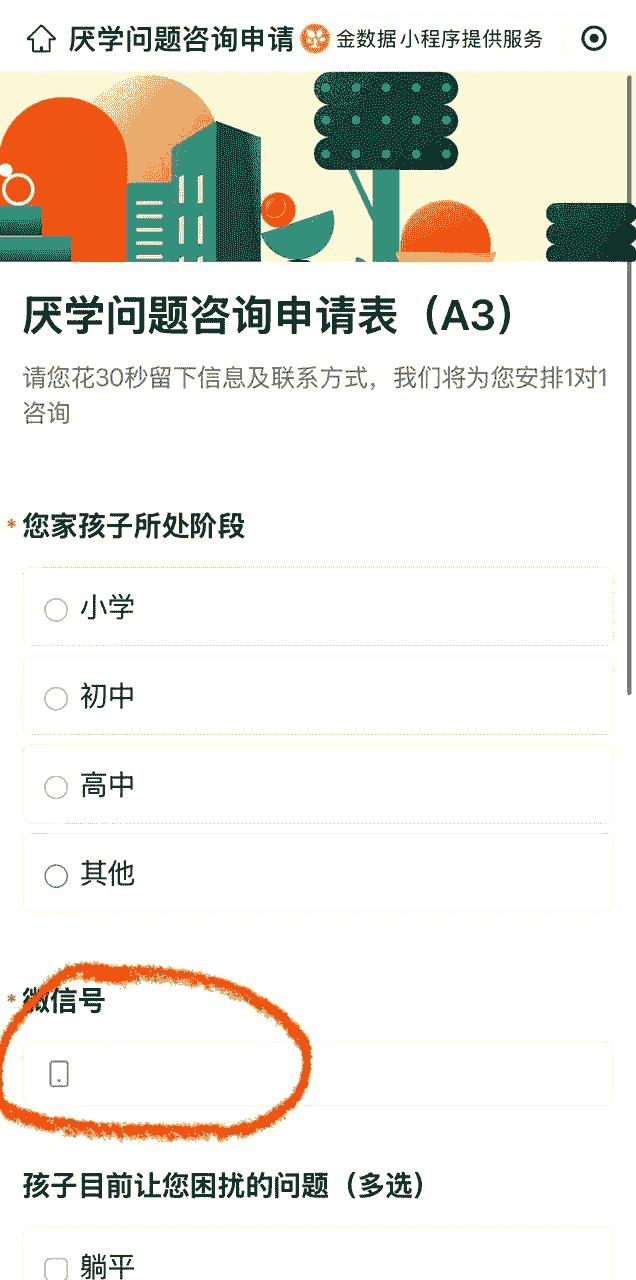 厌学问题咨询申请 金数据小程序提供服务
厌学问题咨询申请表（A3）
请您花30秒留下信息及联系方式，我们将为您安排1对1
咨询
* 您家孩子所处阶段
小学
初中
高中
其他
* 微信号
孩子目前让您困扰的问题（多选）
躺平